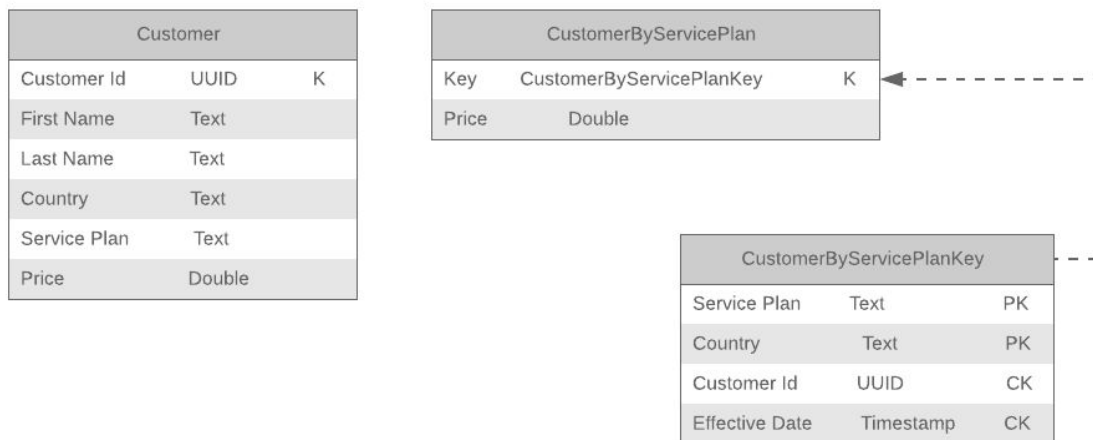 Customer
Customer Id UUID K
First Name Text
Last Name Text
Country Text
Service Plan Text
Price Double
CustomerByServicePlan
Key CustomerByServicePlanKey K
Price Double
CustomerByServicePlanKey
Service Plan Text PK
Country Text PK
Customer Id UUID CK
Effective Date Timestamp CK